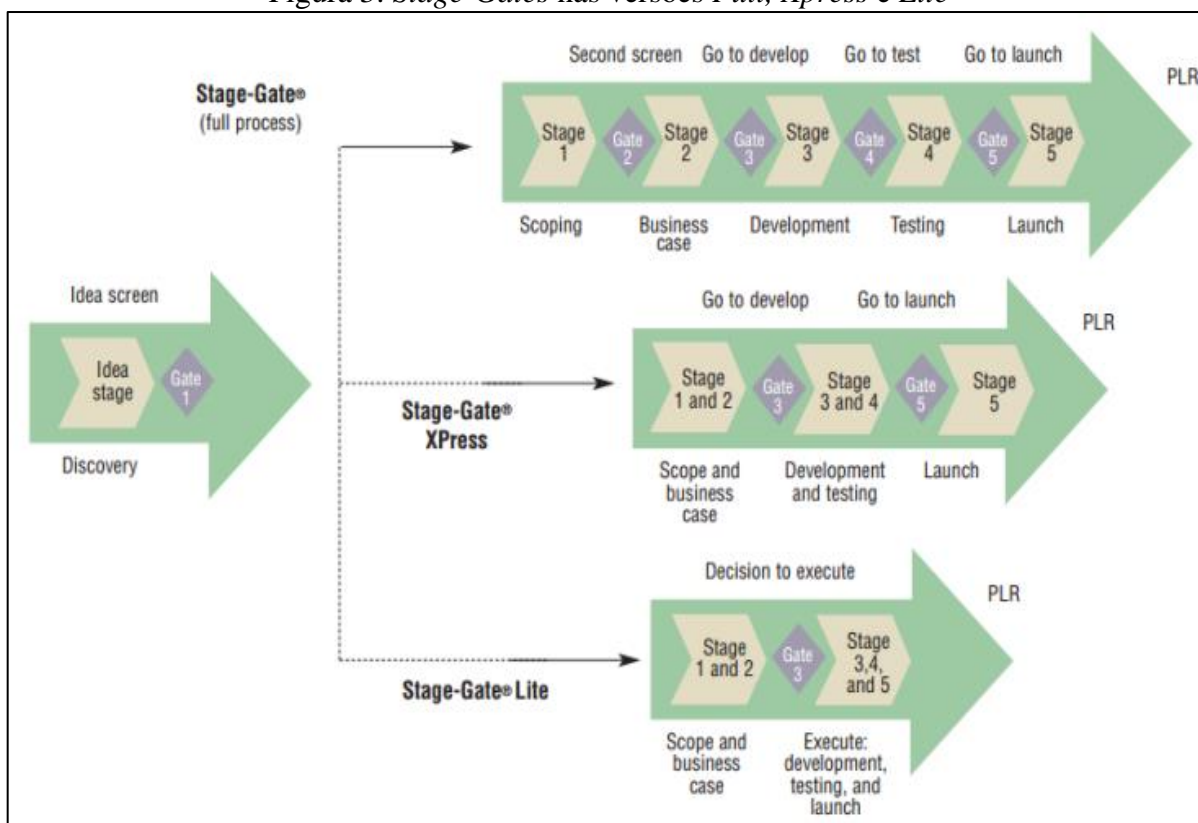 Figura 3: Stage-Gates nas versões Full, Xpress e Lite
Second screen Go to develop Go to test Go to launch
PLR
Stage-Gate®
(full process)
Stage
1
Gate
2
Stage
2
Gate
3
Stage
3
Gate
4
Stage
4
Gate
5
Stage
5
Scoping
Business
case
Development
Testing
Launch
Idea screen
Idea
stage
Gate
1
Discovery
Go to develop Go to launch
PLR
Stage-Gate®
XPress
Stage
1 and 2
Gate
3
Stage
3 and 4
Gate
5
Stage
5
Scope and
business
case
Development
and testing
Launch
Decision to execute
PLR
Stage-Gate® Lite
Stage
1 and 2
Gate
3
Stage
3,4,
and 5
Scope and
business
case
Execute:
development,
testing, and
launch